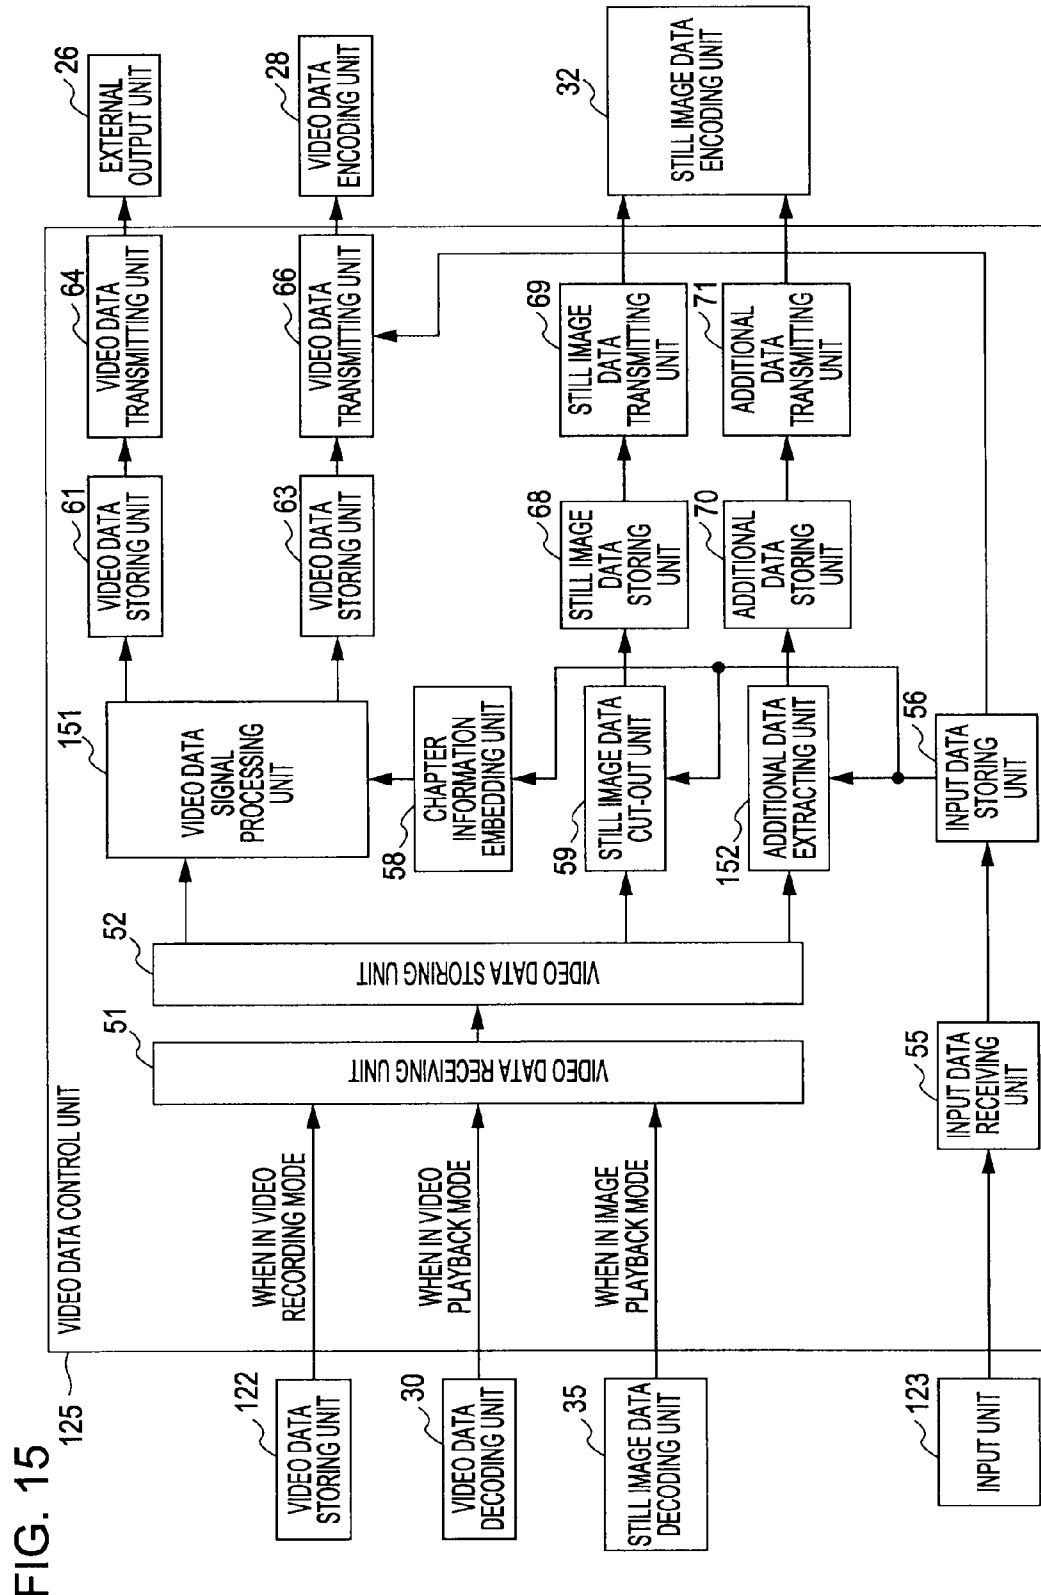 FIG. 15
125
VIDEO DATA CONTROL UNIT
122
VIDEO DATA
STORING UNIT
WHEN IN VIDEO
RECORDING MODE
30
VIDEO DATA
DECODING UNIT
WHEN IN VIDEO
PLAYBACK MODE
35
STILL IMAGE DATA
DECODING UNIT
WHEN IN IMAGE
PLAYBACK MODE
123
INPUT UNIT
51
VIDEO DATA RECEIVING UNIT
52
VIDEO DATA STORING UNIT
55
INPUT DATA
RECEIVING
UNIT
56
INPUT DATA
STORING
UNIT
151
VIDEO DATA
SIGNAL
PROCESSING
UNIT
58
CHAPTER
INFORMATION
EMBEDDING UNIT
59
STILL IMAGE DATA
CUT-OUT UNIT
152
ADDITIONAL DATA
EXTRACTING UNIT
61
VIDEO DATA
STORING UNIT
63
VIDEO DATA
STORING UNIT
68
STILL IMAGE
DATA
STORING
UNIT
70
ADDITIONAL
DATA
STORING
UNIT
64
VIDEO DATA
TRANSMITTING UNIT
66
VIDEO DATA
TRANSMITTING UNIT
69
STILL IMAGE
DATA
TRANSMITTING
UNIT
71
ADDITIONAL
DATA
TRANSMITTING
UNIT
26
EXTERNAL
OUTPUT UNIT
28
VIDEO DATA
ENCODING UNIT
32
STILL IMAGE DATA
ENCODING UNIT